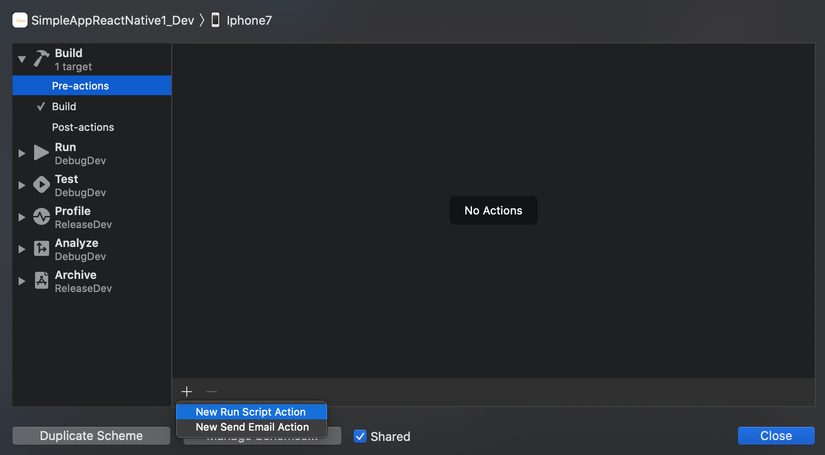 SimpleAppReactNative1_Dev 〉 Iphone7
Build
1 target
Pre-actions
Build
Post-actions
Run
DebugDev
Test
DebugDev
Profile
ReleaseDev
Analyze
DebugDev
Archive
ReleaseDev
No Actions
New Run Script Action
New Send Email Action
Duplicate Scheme
Shared
Close